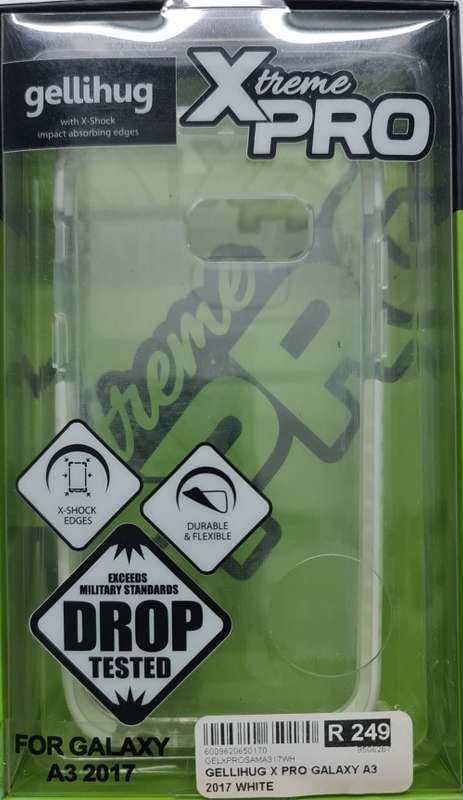 gellihug
with X-Shock
impact absorbing edges
Xtreme
PRO
X-SHOCK
EDGES
DURABLE
& FLEXIBLE
EXCEEDS
MILITARY STANDARDS
DROP
TESTED
FOR GALAXY
A3 2017
R 249
6009620650170
GELXPROSAMA317WH
GELLIHUG X PRO GALAXY A3
2017 WHITE